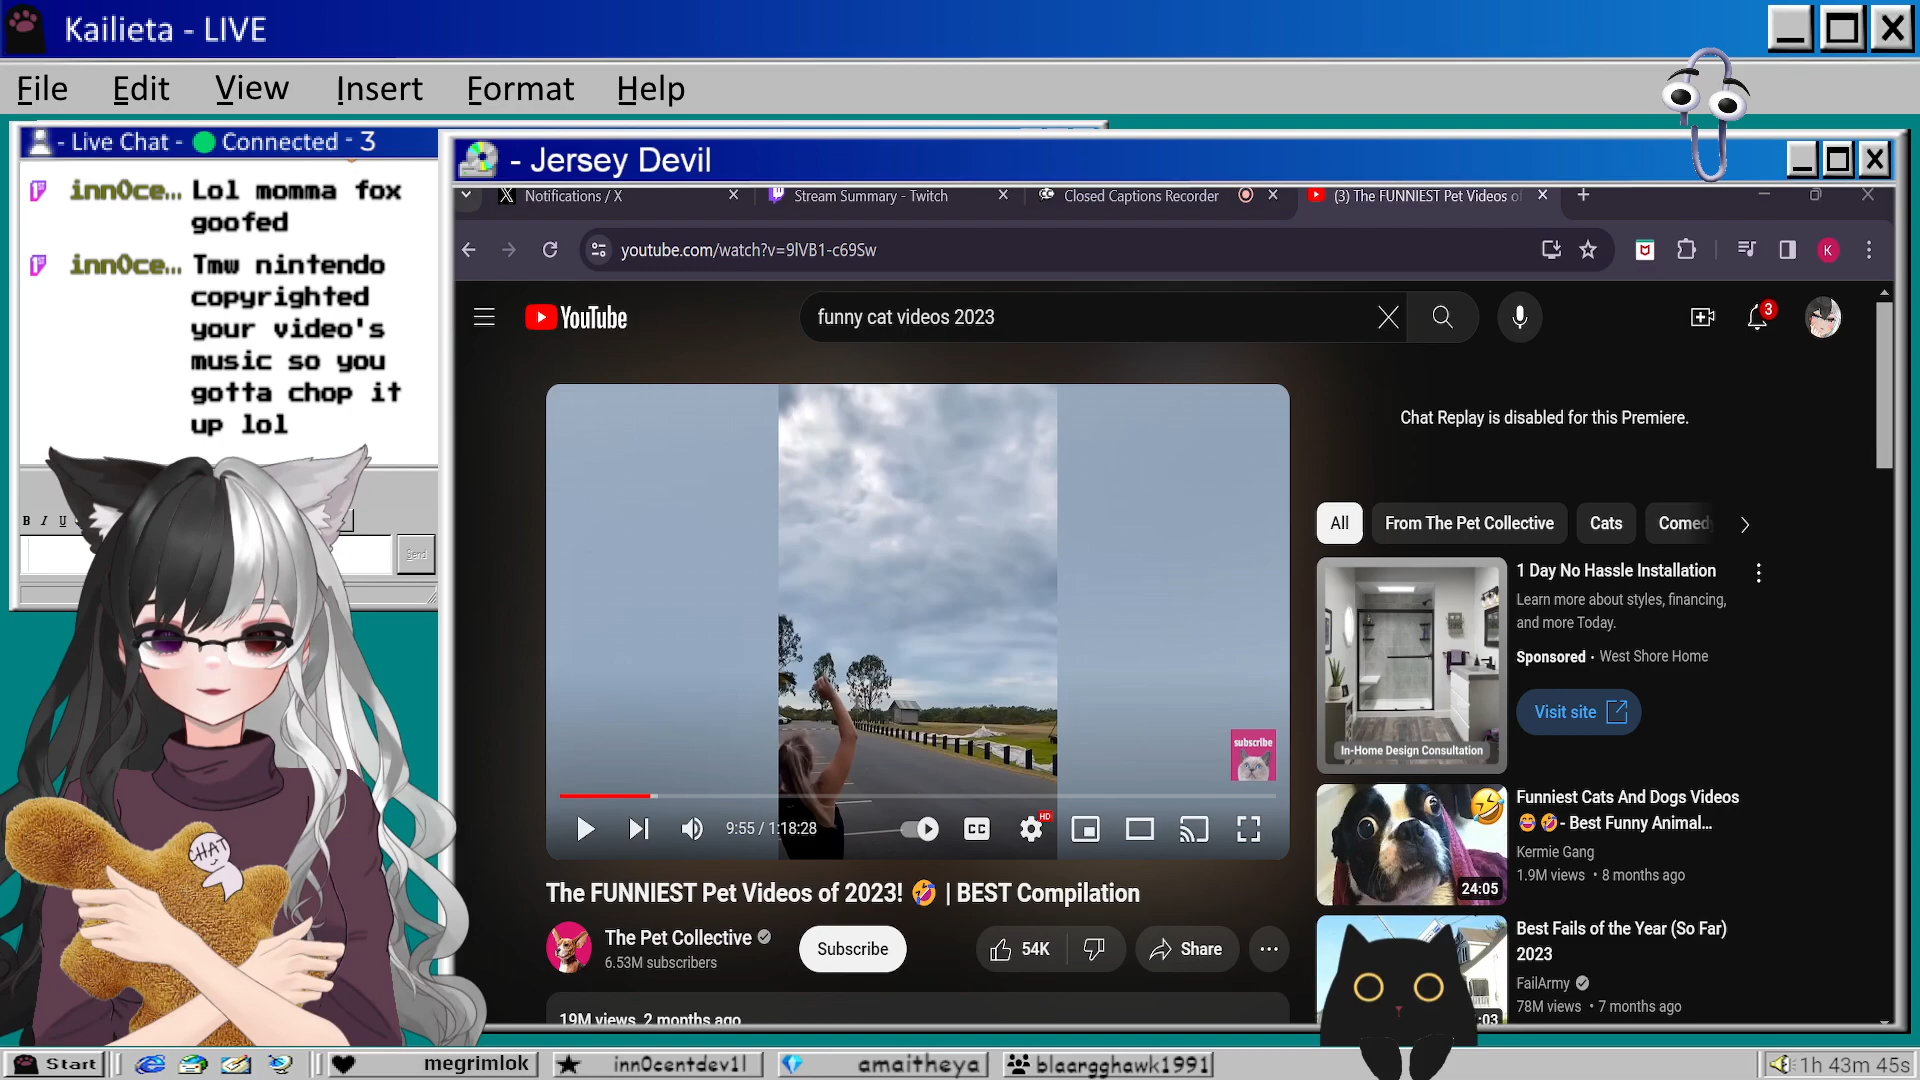 Kailieta - LIVE
File Edit View Insert Format Help
- Live Chat - Connected - 3
inn0ce... Lol momma fox
goofed
inn0ce... Tmw nintendo
copyrighted
your video's
music so you
gotta chop it
up lol
B I U
Send
CHAT
- Jersey Devil
Notifications / X
Stream Summary - Twitch
Closed Captions Recorder
(3) The FUNNIEST Pet Videos of
youtube.com/watch?v=9lVB1-c69Sw
K
YouTube
funny cat videos 2023
3
subscribe
9:55 / 1:18:28
CC
HD
The FUNNIEST Pet Videos of 2023! 🤣 | BEST Compilation
The Pet Collective
6.53M subscribers
Subscribe
54K
Share
19M views 2 months ago
Chat Replay is disabled for this Premiere.
All
From The Pet Collective
Cats
Comed
In-Home Design Consultation
1 Day No Hassle Installation
Learn more about styles, financing,
and more Today.
Sponsored · West Shore Home
Visit site
24:05
Funniest Cats And Dogs Videos
😂🤣- Best Funny Animal...
Kermie Gang
1.9M views • 8 months ago
:03
Best Fails of the Year (So Far)
2023
FailArmy
78M views • 7 months ago
Start
megrimlok
inn0centdev1l
amaitheya
blaargghawk1991
1h 43m 45s